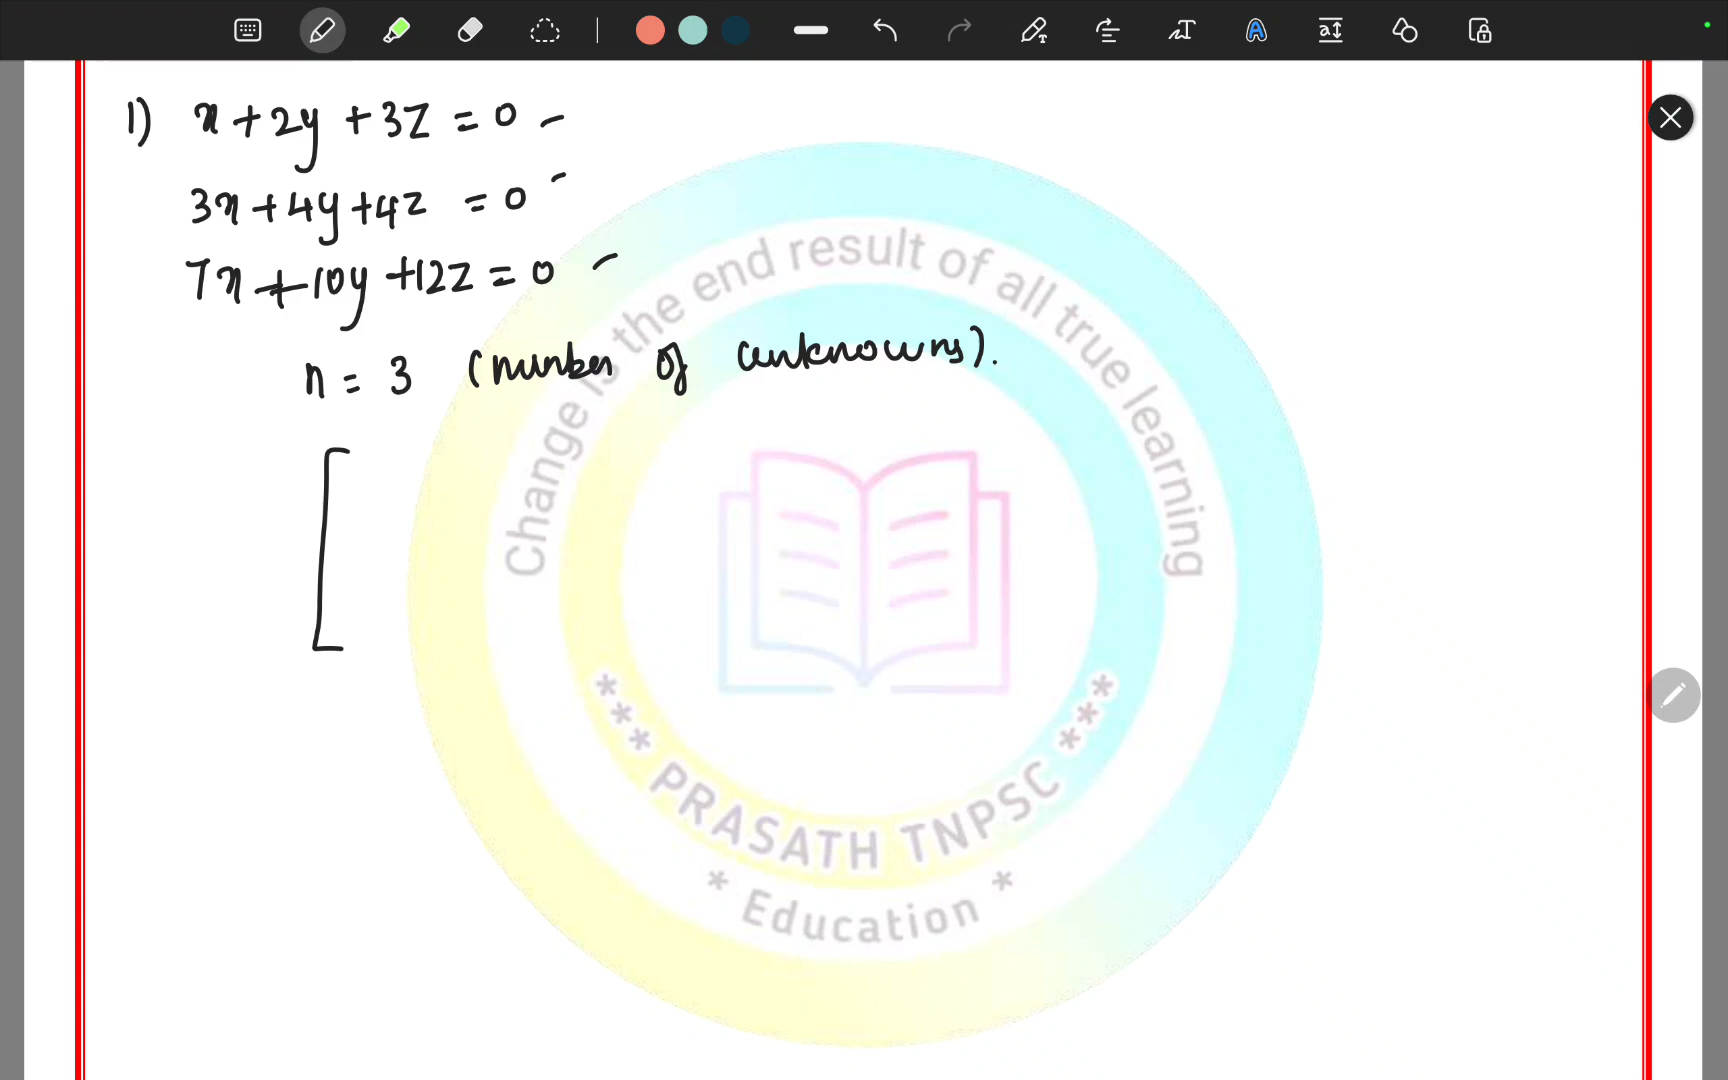 1) x + 2y + 3z = 0 -
3x + 4y + 4z = 0 -
7x + 10y + 12z = 0 -
n = 3 (number of unknowns).
[
Change is the end result of all true learning
*** PRASATH TNPSC ***
* Education *